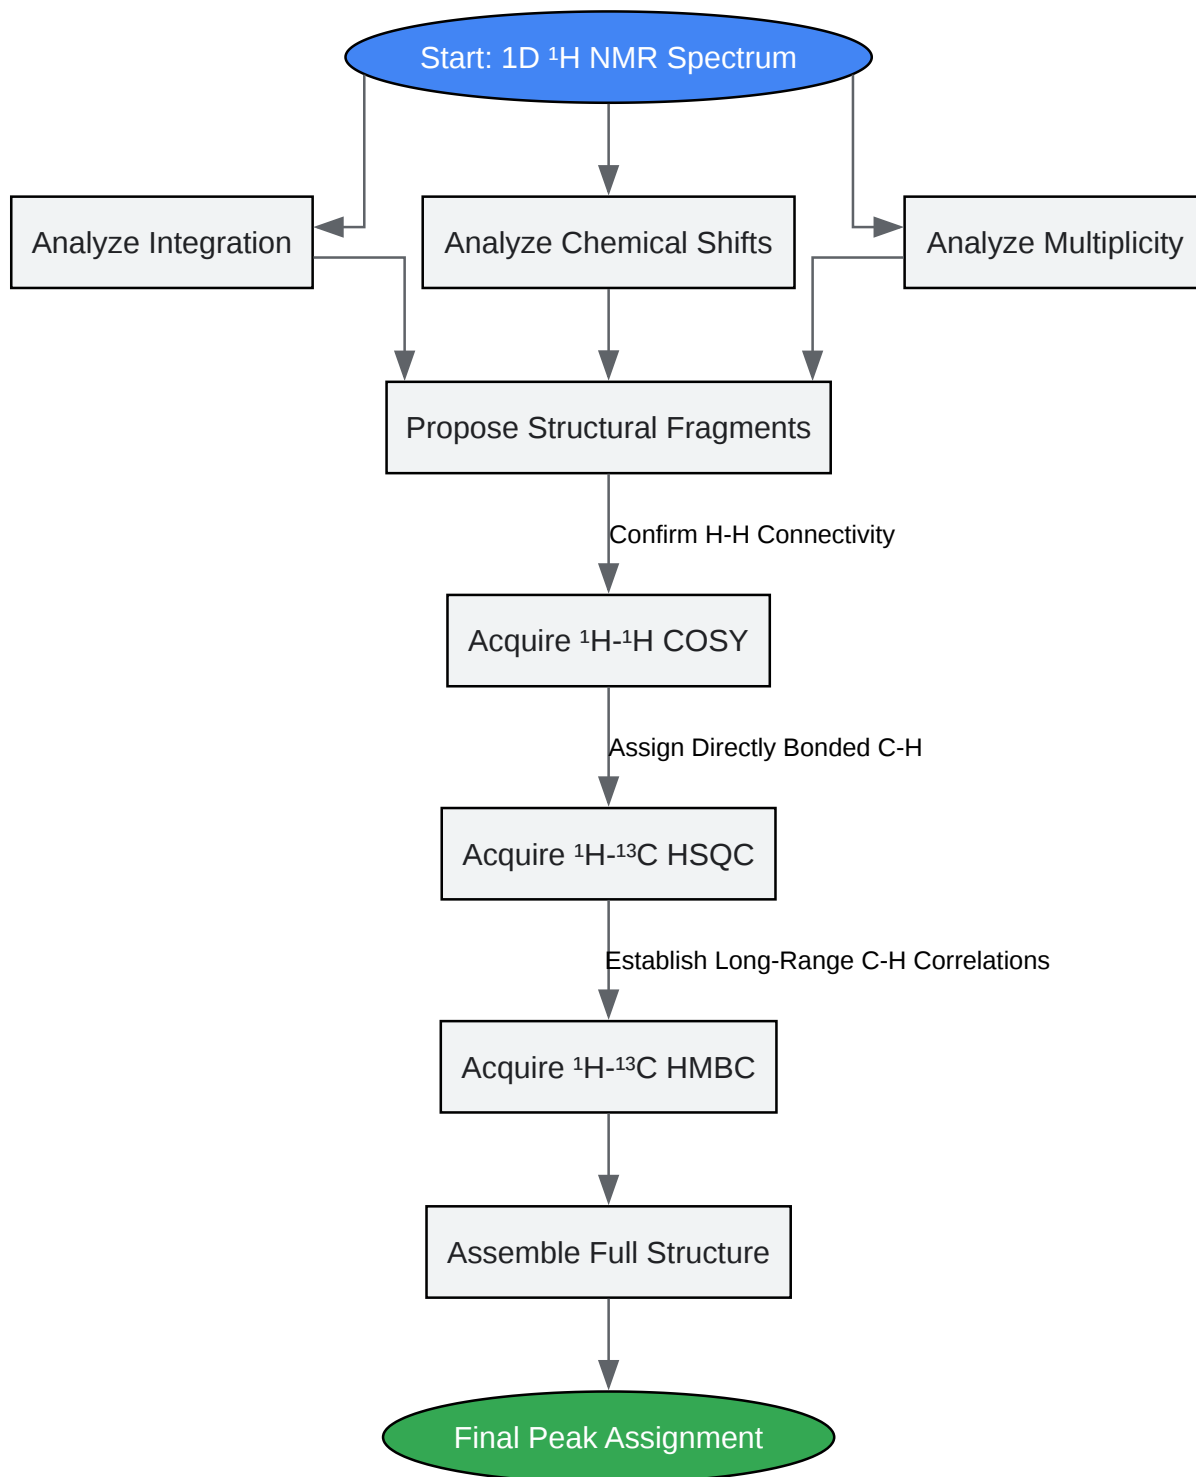 Start: 1D ¹H NMR Spectrum
Analyze Integration
Analyze Chemical Shifts
Analyze Multiplicity
Propose Structural Fragments
Confirm H-H Connectivity
Acquire ¹H-¹H COSY
Assign Directly Bonded C-H
Acquire ¹H-¹³C HSQC
Establish Long-Range C-H Correlations
Acquire ¹H-¹³C HMBC
Assemble Full Structure
Final Peak Assignment